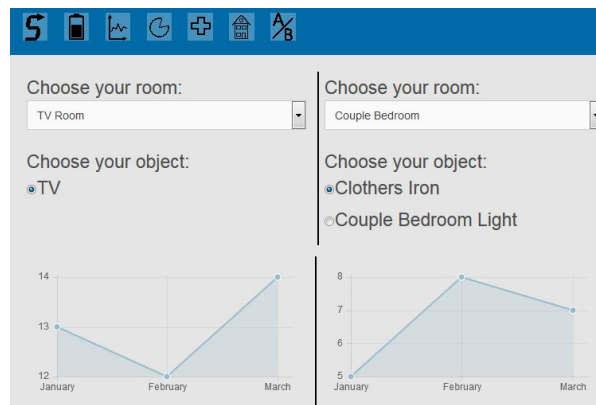 A/B
Choose your room:
TV Room
Choose your object:
TV
14
13
12
January February March
Choose your room:
Couple Bedroom
Choose your object:
Clothers Iron
Couple Bedroom Light
8
7
6
5
January February March